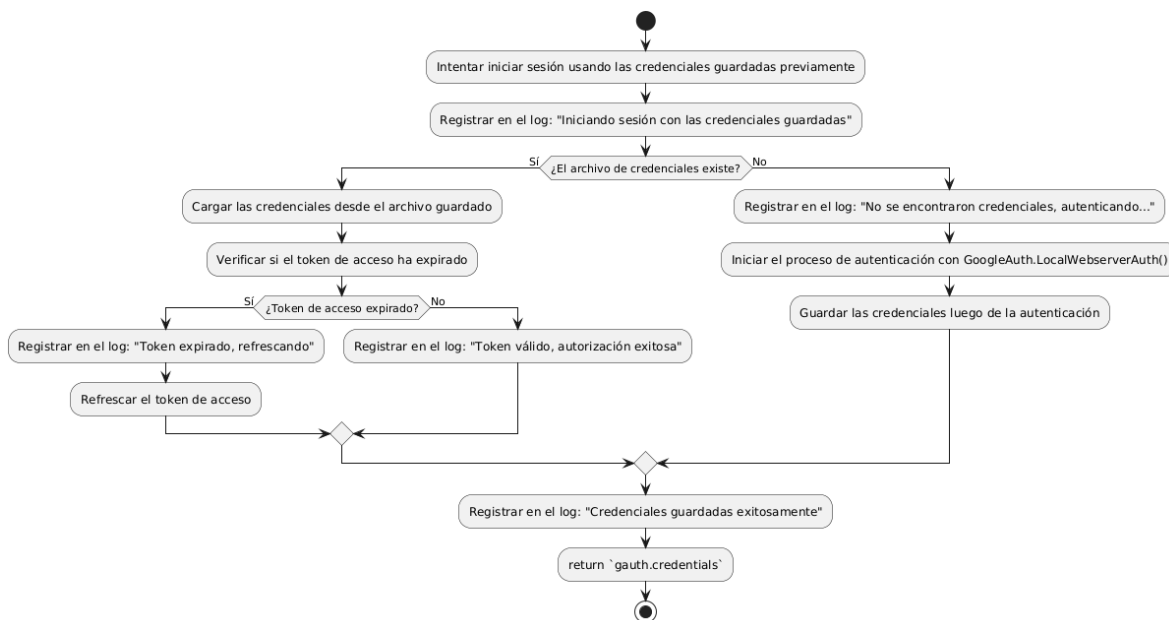 Intentar iniciar sesión usando las credenciales guardadas previamente
Registrar en el log: "Iniciando sesión con las credenciales guardadas"
Sí
¿El archivo de credenciales existe?
No
Cargar las credenciales desde el archivo guardado
Verificar si el token de acceso ha expirado
Sí
¿Token de acceso expirado?
No
Registrar en el log: "Token expirado, refrescando"
Refrescar el token de acceso
Registrar en el log: "Token válido, autorización exitosa"
Registrar en el log: "No se encontraron credenciales, autenticando..."
Iniciar el proceso de autenticación con GoogleAuth.LocalWebserverAuth()
Guardar las credenciales luego de la autenticación
Registrar en el log: "Credenciales guardadas exitosamente"
return `gauth.credentials`